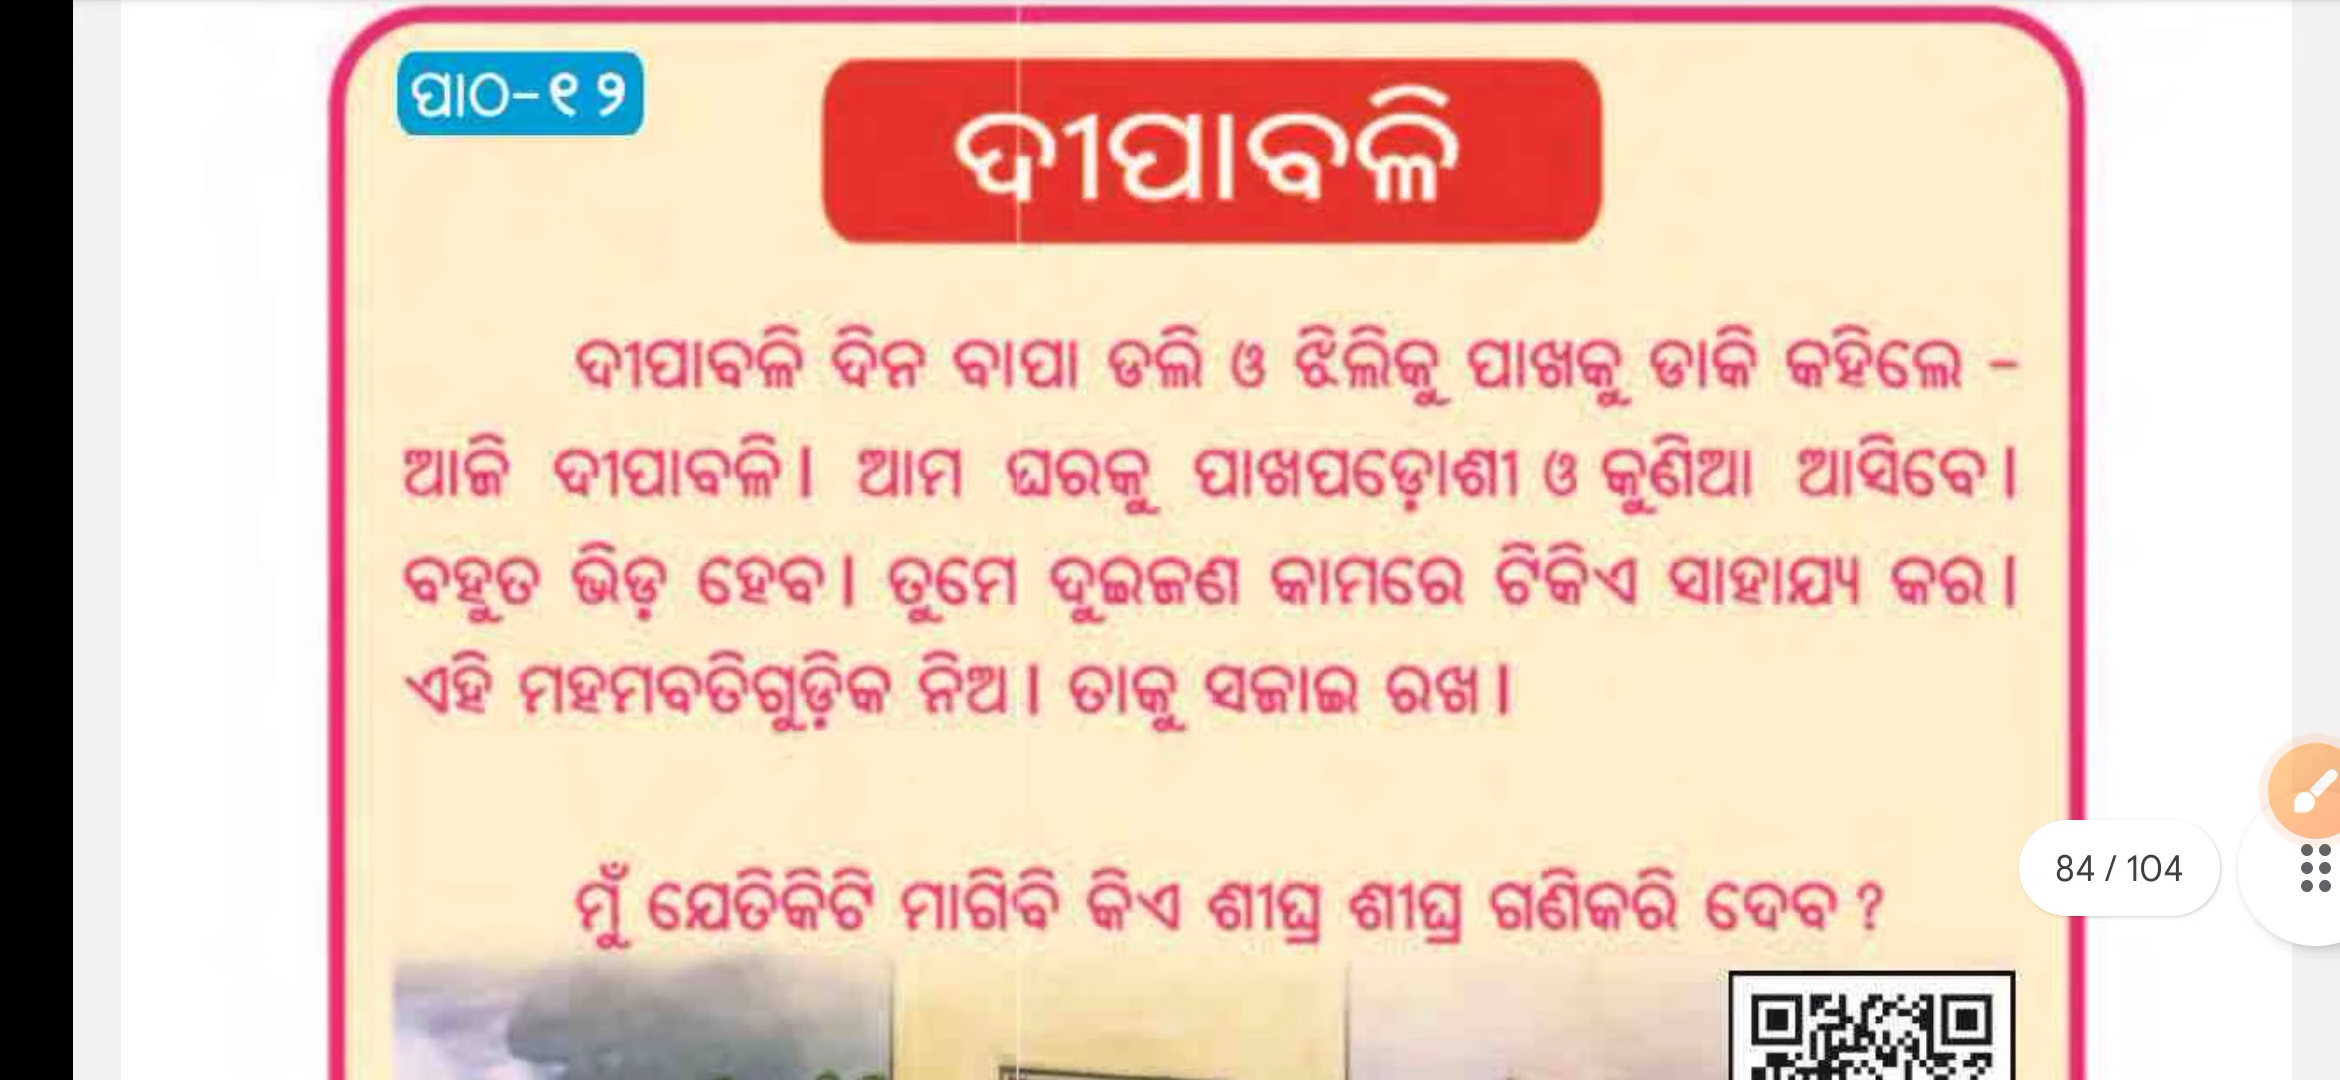 ପାଠ-୧୨
ଦୀପାବଳି
ଦୀପାବଳି ଦିନ ବାପା ଡଲି ଓ ଝିଲିକୁ ପାଖକୁ ଡାକି କହିଲେ -
ଆଜି ଦୀପାବଳି। ଆମ ଘରକୁ ପାଖପଡ଼ୋଶୀ ଓ କୁଣିଆ ଆସିବେ।
ବହୁତ ଭିଡ଼ ହେବ। ତୁମେ ଦୁଇଜଣ କାମରେ ଟିକିଏ ସାହାଯ୍ୟ କର।
ଏହି ମହମବତିଗୁଡ଼ିକ ନିଅ। ତାକୁ ସଜାଇ ରଖ।
ମୁଁ ଯେତିକିଟି ମାଗିବି କିଏ ଶୀଘ୍ର ଶୀଘ୍ର ଗଣିକରି ଦେବ ?
84 / 104